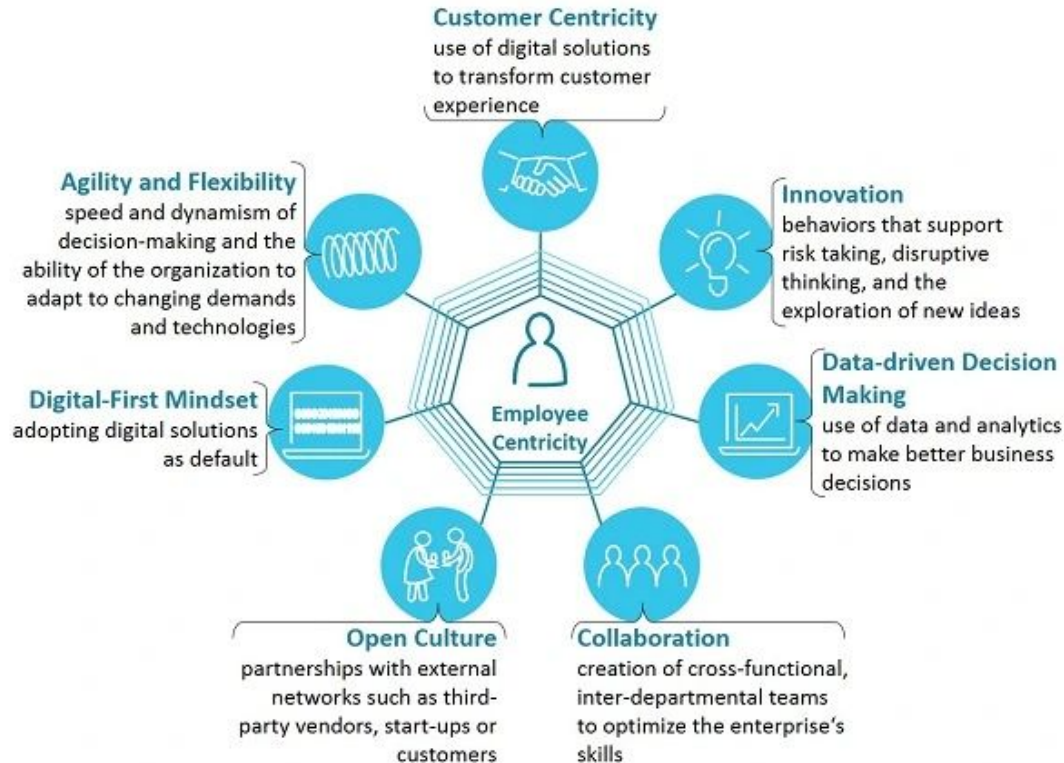 Customer Centricity
use of digital solutions
to transform customer
experience
Agility and Flexibility
speed and dynamism of
decision-making and the
ability of the organization to
adapt to changing demands
and technologies
Innovation
behaviors that support
risk taking, disruptive
thinking, and the
exploration of new ideas
Digital-First Mindset
adopting digital solutions
as default
Employee
Centricity
Data-driven Decision
Making
use of data and analytics
to make better business
decisions
Open Culture
partnerships with external
networks such as third-
party vendors, start-ups or
customers
Collaboration
creation of cross-functional,
inter-departmental teams
to optimize the enterprise‘s
skills